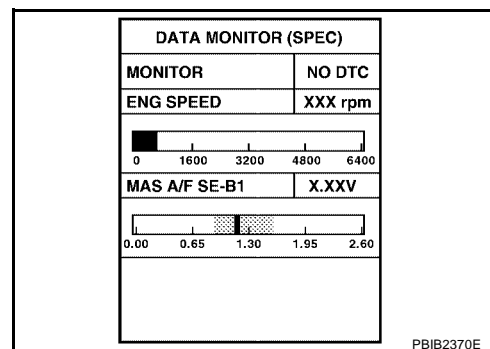 DATA MONITOR (SPEC)
MONITOR NO DTC
ENG SPEED XXX rpm
0 1600 3200 4800 6400
MAS A/F SE-B1 X.XXV
0.00 0.65 1.30 1.95 2.60
PBIB2370E